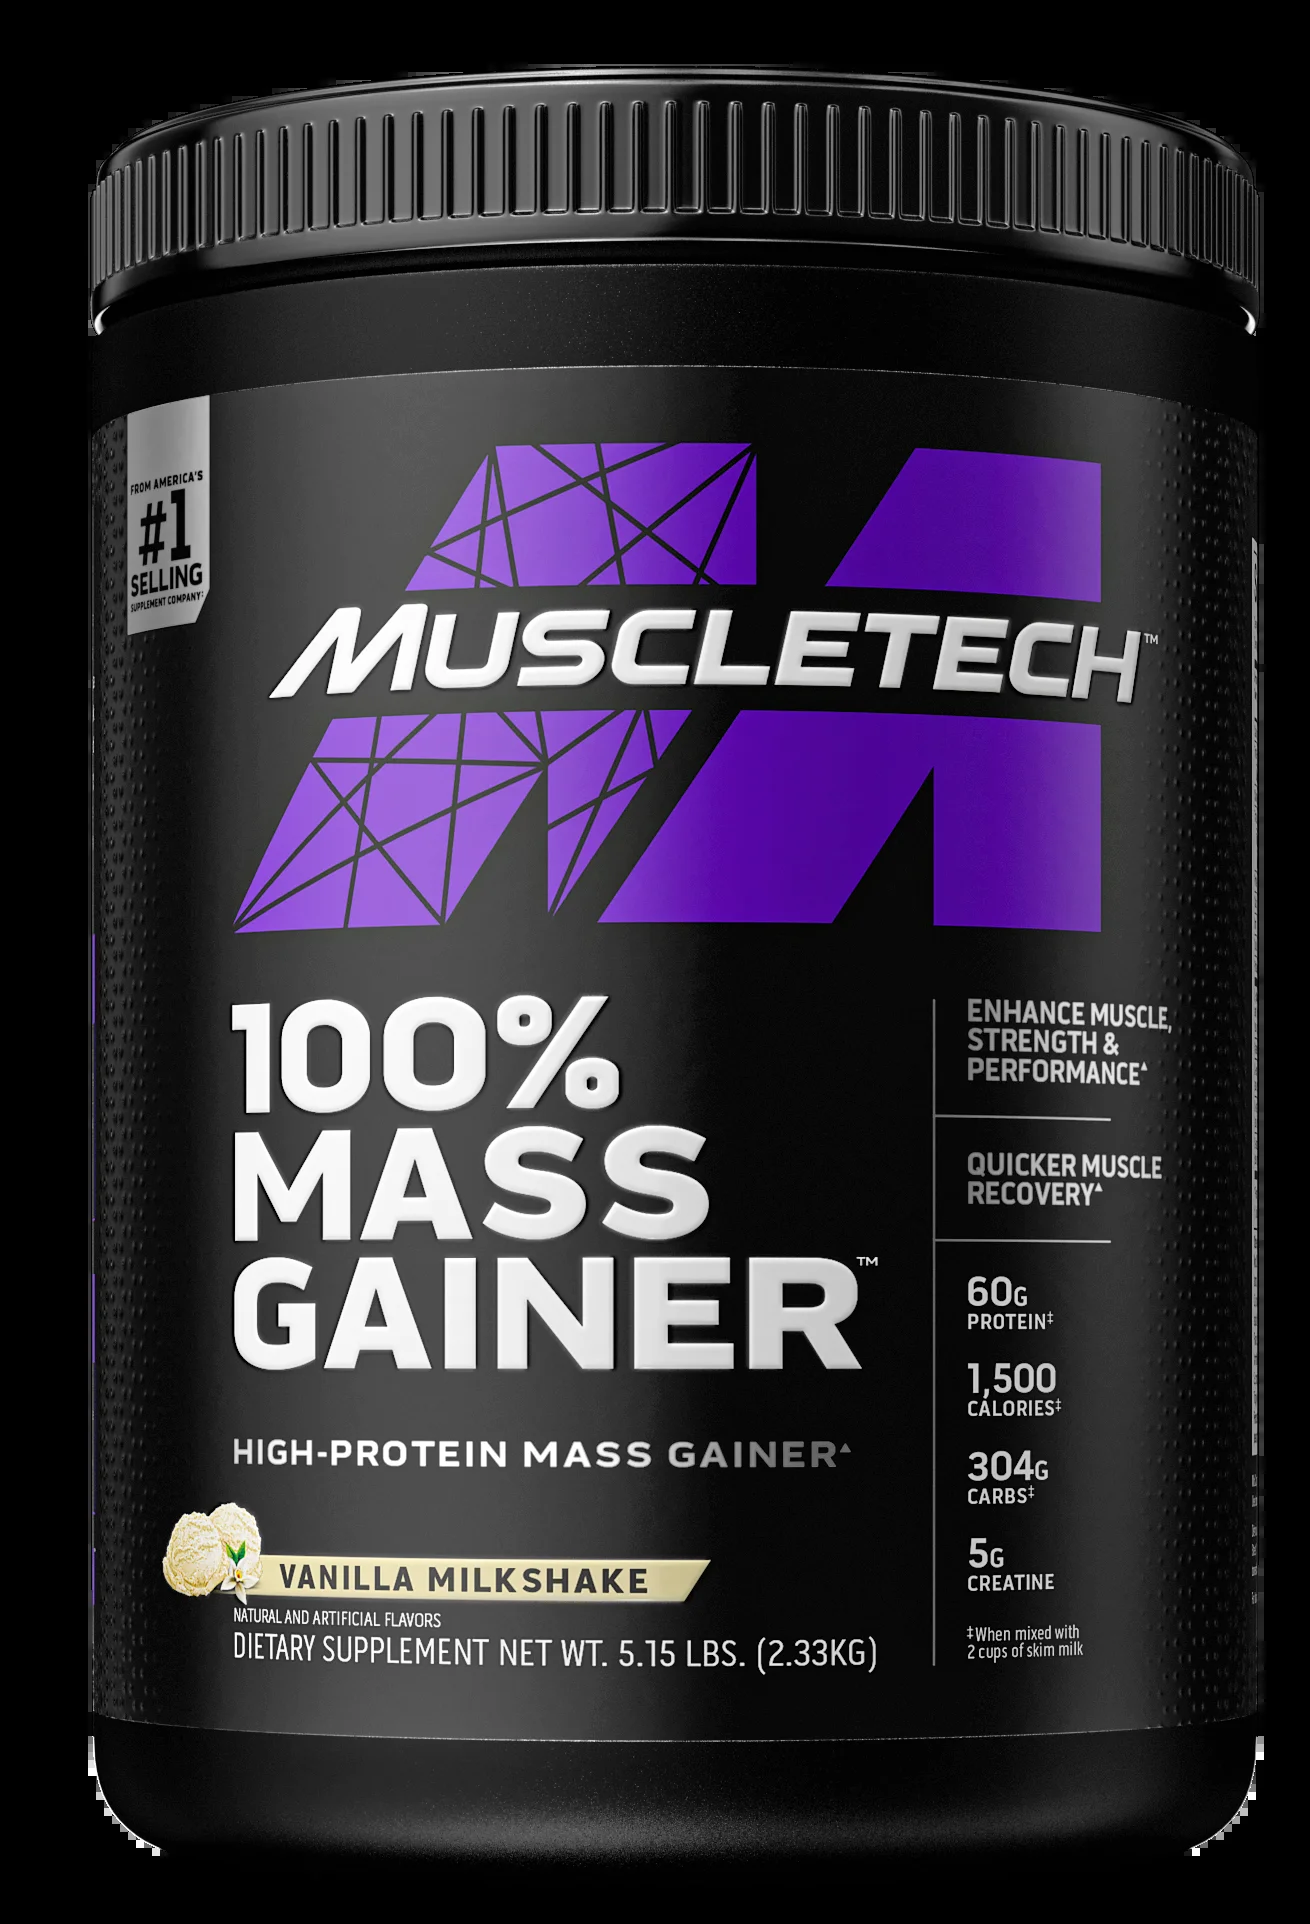 FROM AMERICA'S
#1
SELLING
SUPPLEMENT COMPANY‡
MUSCLETECH™
100%
MASS
GAINER™
HIGH-PROTEIN MASS GAINER▲
VANILLA MILKSHAKE
NATURAL AND ARTIFICIAL FLAVORS
DIETARY SUPPLEMENT NET WT. 5.15 LBS. (2.33KG)
ENHANCE MUSCLE,
STRENGTH &
PERFORMANCE▲
QUICKER MUSCLE
RECOVERY▲
60G
PROTEIN‡
1,500
CALORIES‡
304G
CARBS‡
5G
CREATINE
‡When mixed with
2 cups of skim milk